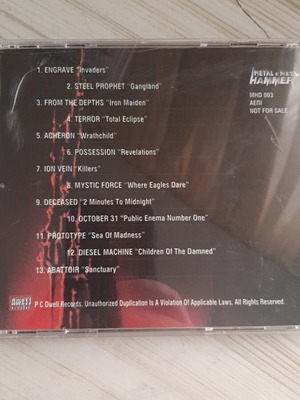 1. ENGRAVE "Invaders"
2. STEEL PROPHET "Gangland"
3. FROM THE DEPTHS "Iron Maiden"
4. TERROR "Total Eclipse"
5. ACHERON "Wrathchild"
6. POSSESSION "Revelations"
7. ION VEIN "Killers"
8. MYSTIC FORCE "Where Eagles Dare"
9. DECEASED "2 Minutes To Midnight"
10. OCTOBER 31 "Public Enema Number One"
11. PROTOTYPE "Sea Of Madness"
12. DIESEL MACHINE "Children Of The Damned"
13. ABATTOIR "Sanctuary"
METAL
HAMMER
MHD 003
ΑΕΠΙ
NOT FOR SALE
DWELL
P C Dwell Records. Unauthorized Duplication Is A Violation Of Applicable Laws. All Rights Reserved.